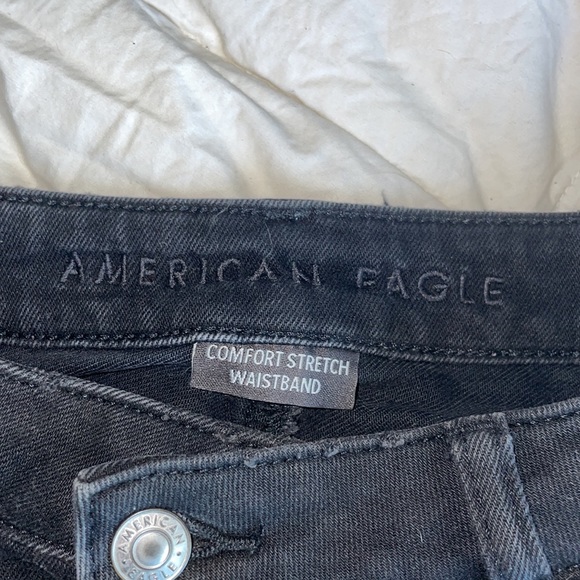 AMERICAN EAGLE
COMFORT STRETCH
WAISTBAND
AMERICAN
EAGLE